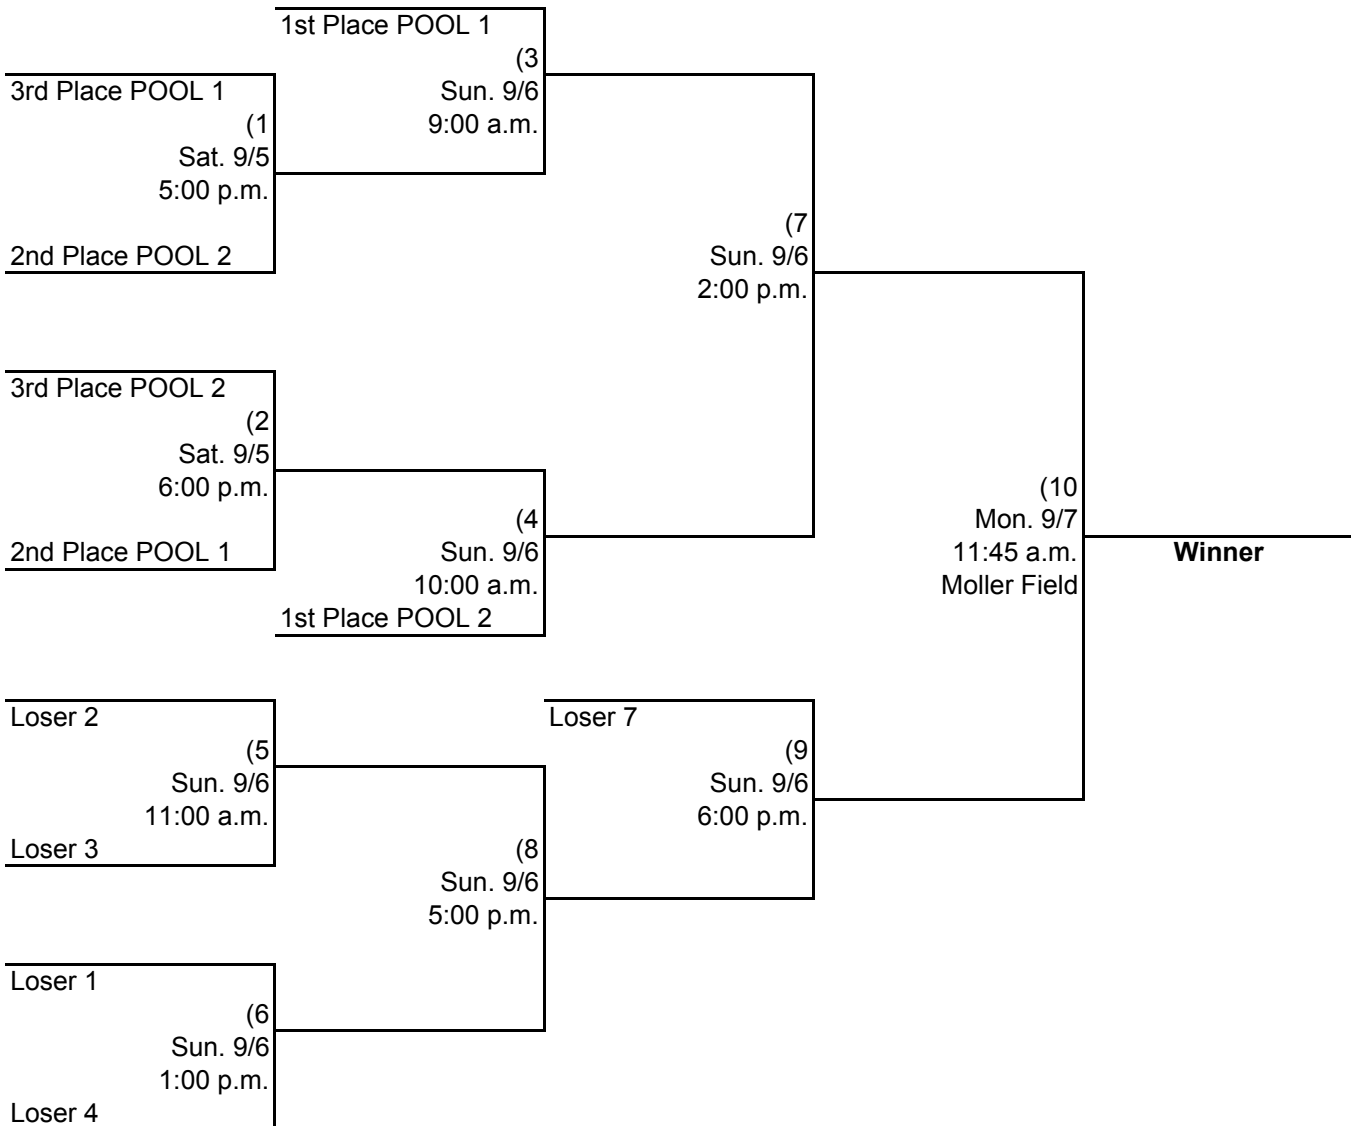 1st Place POOL 1
(3
Sun. 9/6
9:00 a.m.
3rd Place POOL 1
(1
Sat. 9/5
5:00 p.m.
2nd Place POOL 2
(7
Sun. 9/6
2:00 p.m.
3rd Place POOL 2
(2
Sat. 9/5
6:00 p.m.
2nd Place POOL 1
(4
Sun. 9/6
10:00 a.m.
1st Place POOL 2
(10
Mon. 9/7
11:45 a.m.
Moller Field
Winner
Loser 2
(5
Sun. 9/6
11:00 a.m.
Loser 3
Loser 7
(9
Sun. 9/6
6:00 p.m.
(8
Sun. 9/6
5:00 p.m.
Loser 1
(6
Sun. 9/6
1:00 p.m.
Loser 4